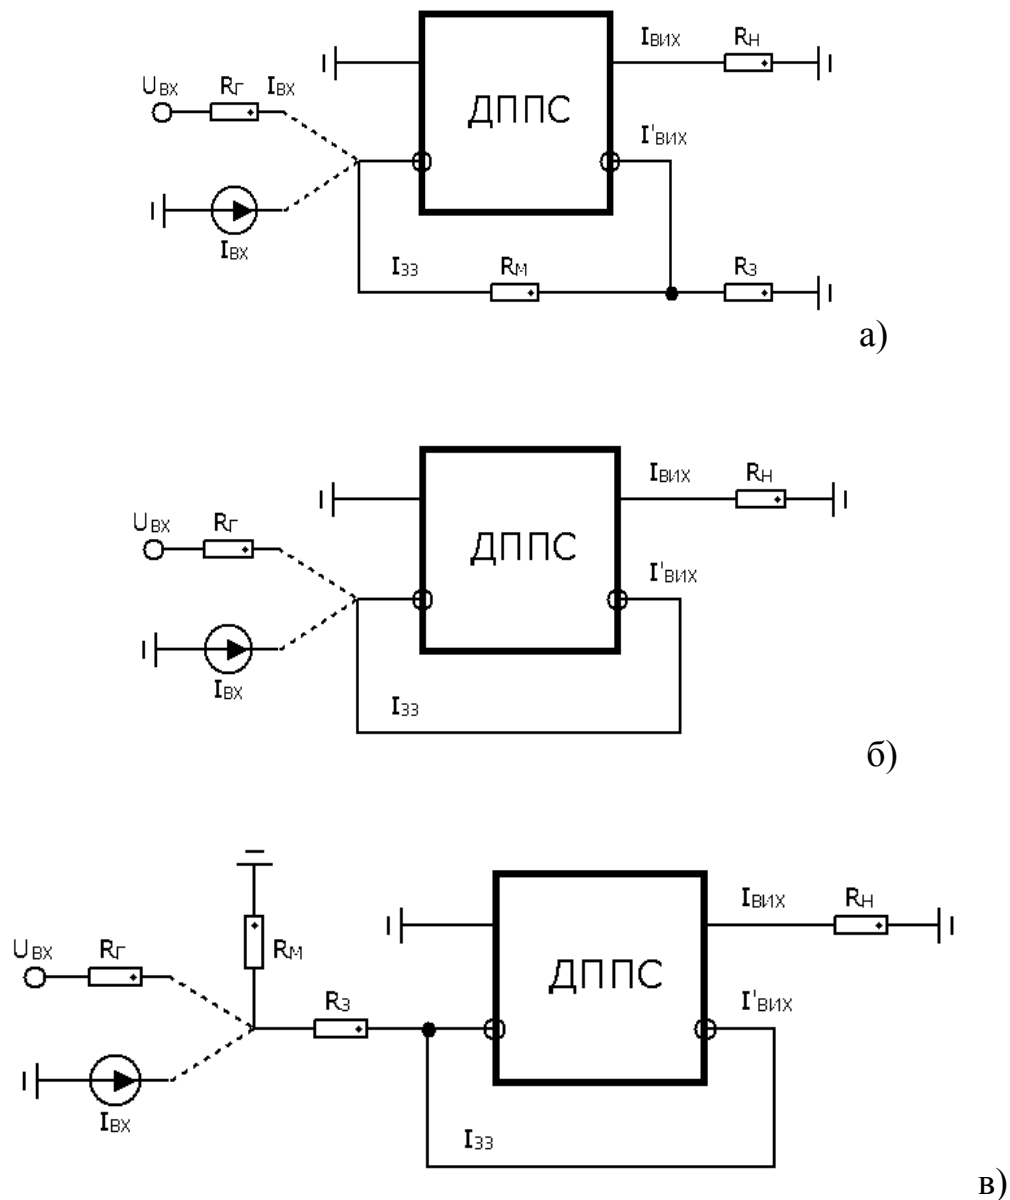 IВИХ RН
UВХ RГ IВХ
ДППС
I'ВИХ
IВХ
IЗЗ RМ RЗ
а)
IВИХ RН
UВХ RГ
ДППС
I'ВИХ
IВХ
IЗЗ
б)
IВИХ RН
UВХ RГ RМ
ДППС
RЗ I'ВИХ
IВХ
IЗЗ
в)